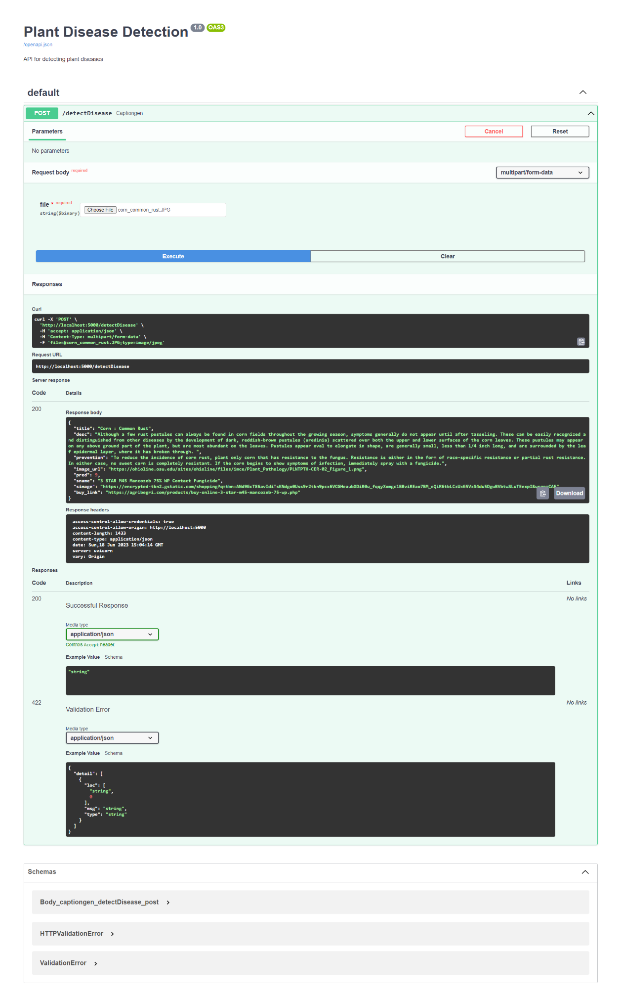 Plant Disease Detection 1.0 OAS3
/openapi.json
API for detecting plant diseases
default
POST /detectDisease Captiongen
Parameters Cancel Reset
No parameters
Request body required multipart/form-data
file * required
string($binary) Choose File corn_common_rust.JPG
Execute Clear
Responses
Curl
curl -X 'POST' \
'http://localhost:5000/detectDisease' \
-H 'accept: application/json' \
-H 'Content-Type: multipart/form-data' \
-F 'file=@corn_common_rust.JPG;type=image/jpeg'
Request URL
http://localhost:5000/detectDisease
Server response
Code Details
200
Response body
{
"title": "Corn : Common Rust",
"desc": "Although a few rust pustules can always be found in corn fields throughout the growing season, symptoms generally do not appear until after tasseling. These can be easily recognized a
nd distinguished from other diseases by the development of dark, reddish-brown pustules (uredinia) scattered over both the upper and lower surfaces of the corn leaves. These pustules may appear
on any above ground part of the plant, but are most abundant on the leaves. Pustules appear oval to elongate in shape, are generally small, less than 1/4 inch long, and are surrounded by the lea
f epidermal layer, where it has broken through. ",
"prevention": "To reduce the incidence of corn rust, plant only corn that has resistance to the fungus. Resistance is either in the form of race-specific resistance or partial rust resistance.
In either case, no sweet corn is completely resistant. If the corn begins to show symptoms of infection, immediately spray with a fungicide.",
"image_url": "https://ohioline.osu.edu/sites/ohioline/files/imce/Plant_Pathology/PLNTPTH-CER-02_Figure_1.png",
"pred": 9,
"sname": "3 STAR M45 Mancozeb 75% WP Contact Fungicide",
"simage":
"buy_link": "https://agribegri.com/products/buy-online-3-star-m45-mancozeb-75-wp.php"
}
Download
Response headers
access-control-allow-credentials: true
access-control-allow-origin: http://localhost:5000
content-length: 1433
content-type: application/json
date: Sun,18 Jun 2023 15:04:14 GMT
server: uvicorn
vary: Origin
Responses
Code Description Links
200 No links
Successful Response
Media type
application/json
Controls Accept header.
Example Value Schema
"string"
422 No links
Validation Error
Media type
application/json
Example Value Schema
{
"detail": [
{
"loc": [
"string",
0
],
"msg": "string",
"type": "string"
}
]
}
Schemas
Body_captiongen_detectDisease_post
HTTPValidationError
ValidationError